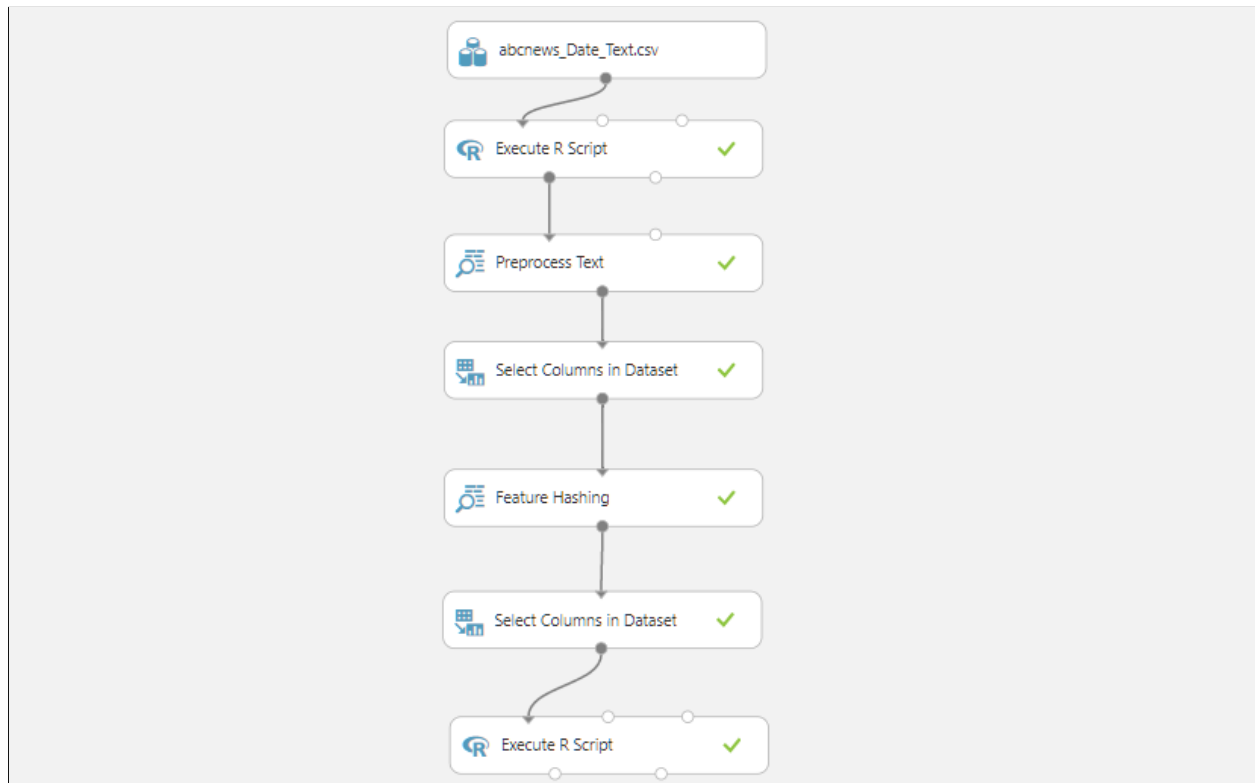 abcnews_Date_Text.csv
Execute R Script
Preprocess Text
Select Columns in Dataset
Feature Hashing
Select Columns in Dataset
Execute R Script